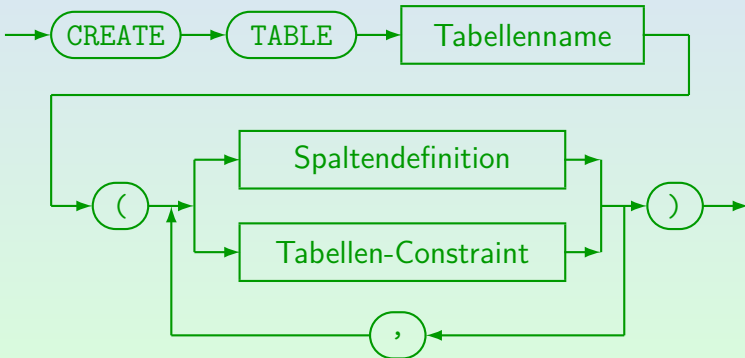 CREATE TABLE Tabellenname
( Spaltendefinition )
Tabellen-Constraint
,